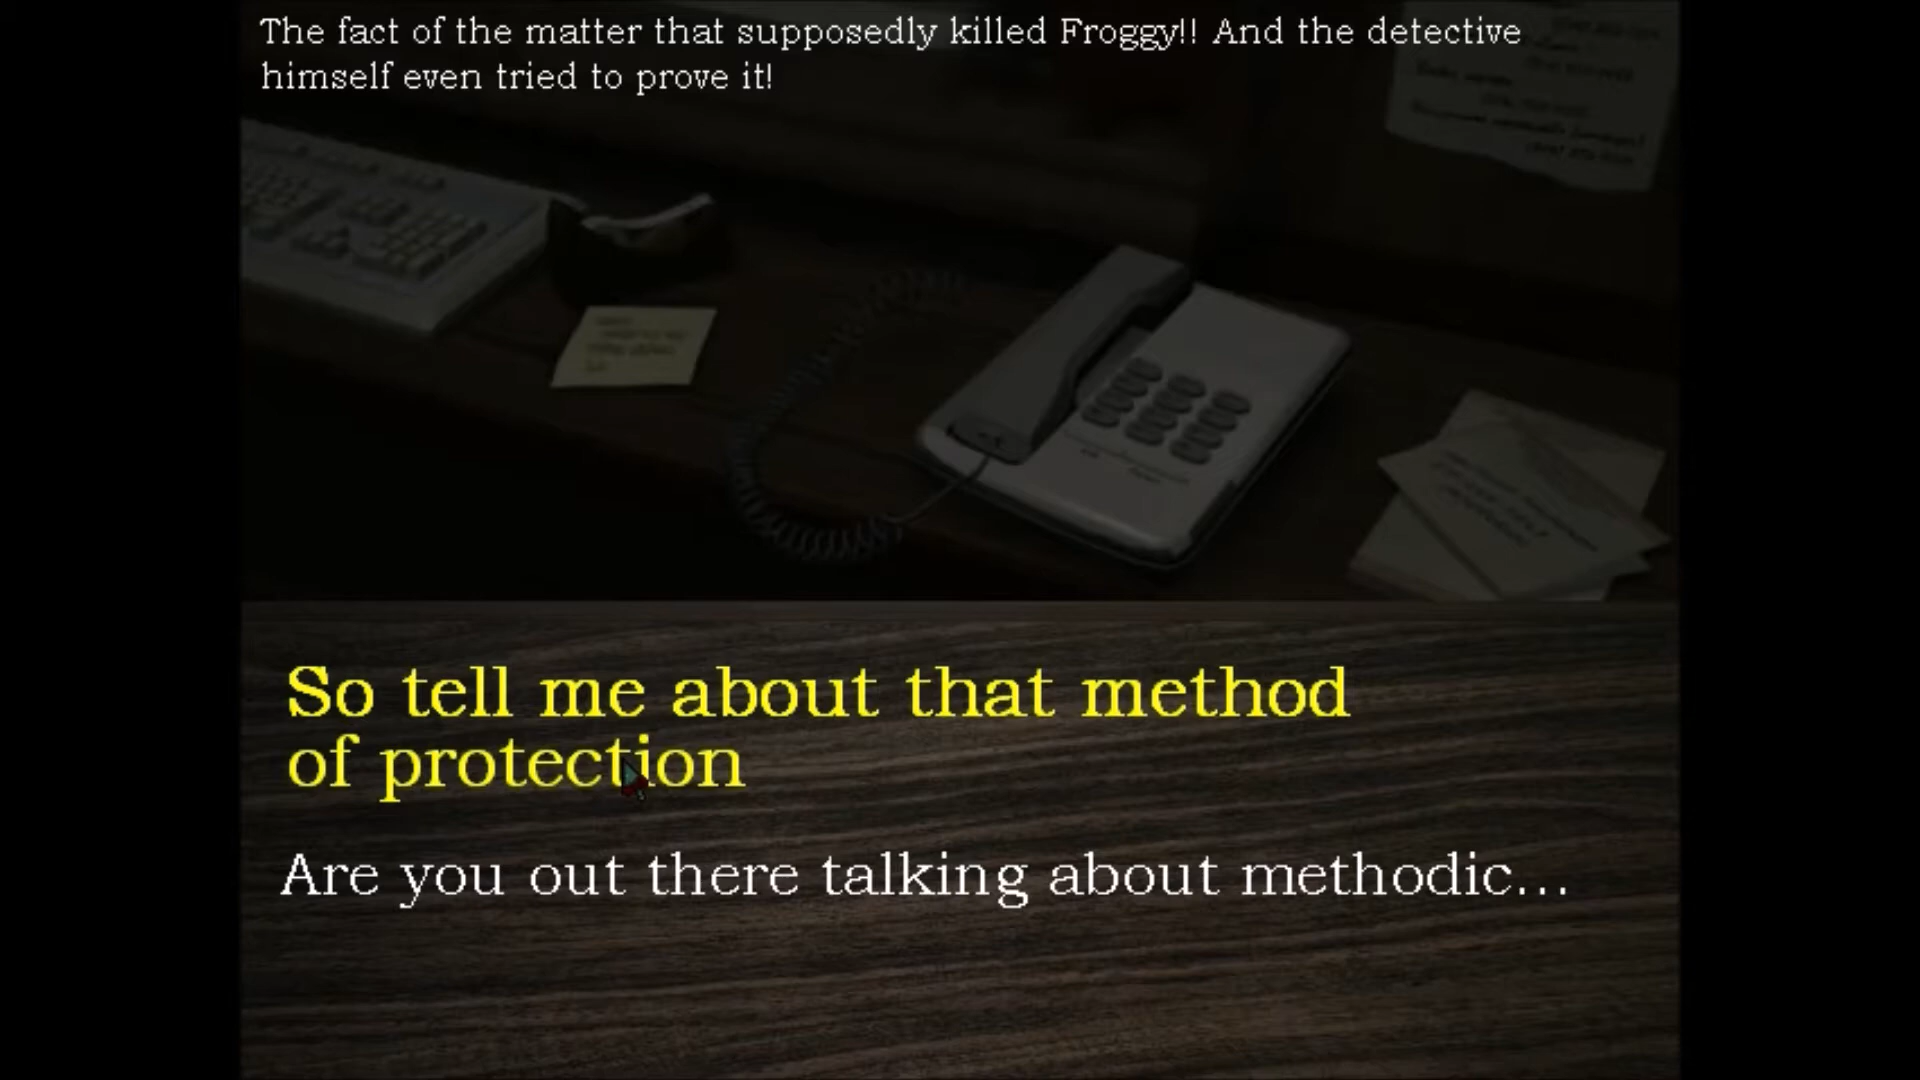 The fact of the matter that supposedly killed Froggy!! And the detective
himself even tried to prove it!
So tell me about that method
of protection
Are you out there talking about methodic...